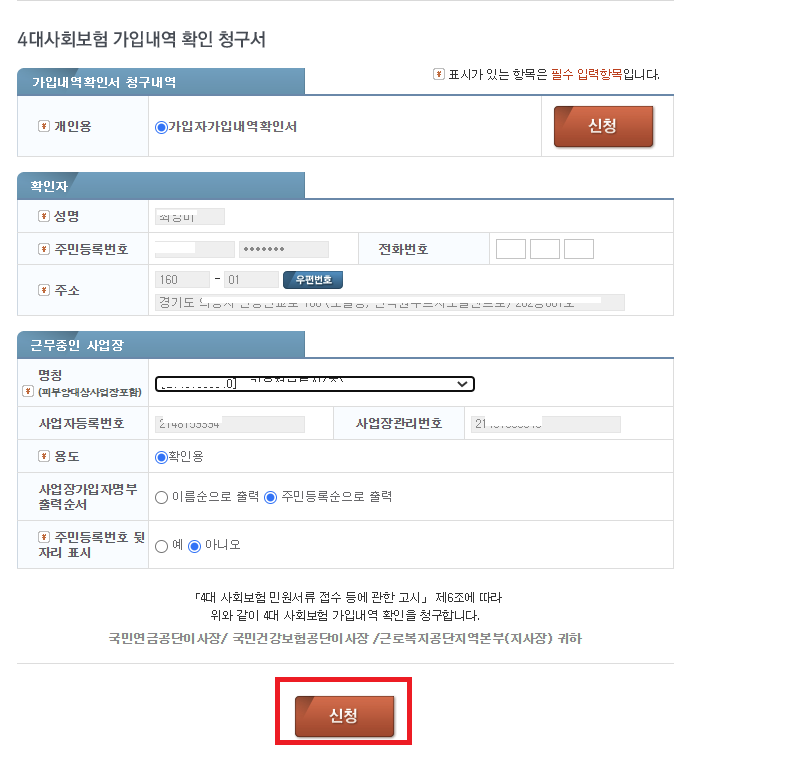 4대사회보험 가입내역 확인 청구서
표시가 있는 항목은 필수 입력항목입니다.
가입내역확인서 청구내역
개인용
가입자가입내역확인서
신청
확인자
성명
주민등록번호
•••••••
전화번호
주소
160 - 01 우편번호
경기도
근무중인 사업장
명칭
(피부양대상사업장포함)
사업자등록번호
사업장관리번호
용도
확인용
사업장가입자명부
출력순서
이름순으로 출력 주민등록순으로 출력
주민등록번호 뒷
자리 표시
예 아니오
「4대 사회보험 민원서류 접수 등에 관한 고시」 제6조에 따라
위와 같이 4대 사회보험 가입내역 확인을 청구합니다.
국민연금공단이사장/ 국민건강보험공단이사장 /근로복지공단지역본부(지사장) 귀하
신청